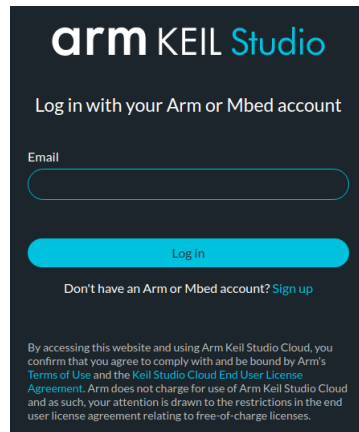 arm KEIL Studio
Log in with your Arm or Mbed account
Email
Log in
Don't have an Arm or Mbed account? Sign up
By accessing this website and using Arm Keil Studio Cloud, you
confirm that you agree to comply with and be bound by Arm's
Terms of Use and the Keil Studio Cloud End User License
Agreement. Arm does not charge for use of Arm Keil Studio Cloud
and as such, your attention is drawn to the restrictions in the end
user license agreement relating to free-of-charge licenses.